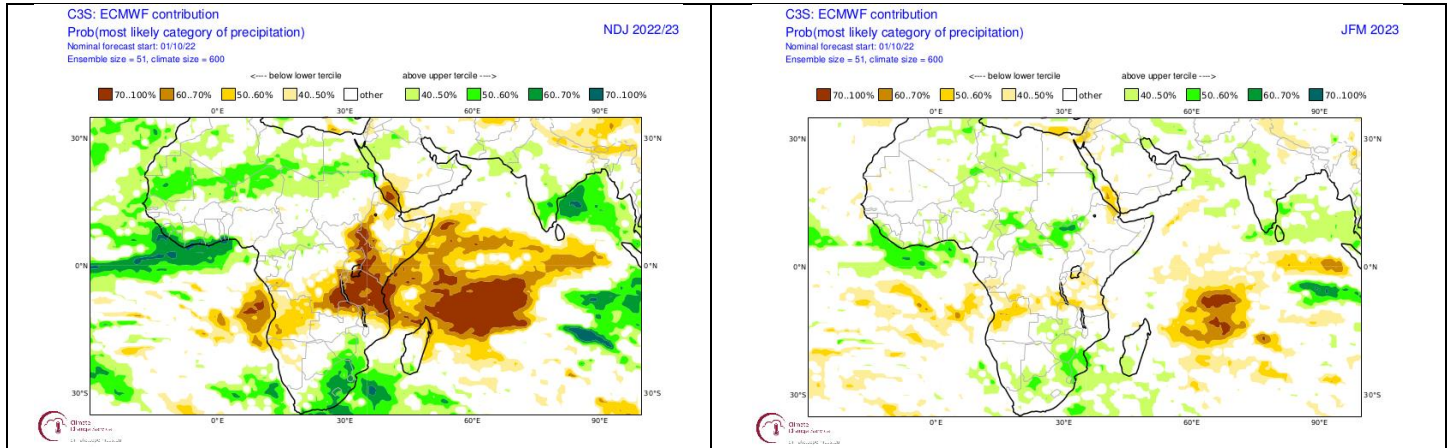 C3S: ECMWF contribution
Prob(most likely category of precipitation)
NDJ 2022/23
Nominal forecast start: 01/10/22
Ensemble size = 51, climate size = 600
<---- below lower tercile above upper tercile ---->
70..100% 60..70% 50..60% 40..50% other 40..50% 50..60% 60..70% 70..100%
0°E 30°E 60°E 90°E
30°N 30°N
0°N 0°N
30°S 30°S
0°E 30°E 60°E 90°E
Climate
Change Service
C3S: ECMWF contribution
Prob(most likely category of precipitation)
JFM 2023
Nominal forecast start: 01/10/22
Ensemble size = 51, climate size = 600
<---- below lower tercile above upper tercile ---->
70..100% 60..70% 50..60% 40..50% other 40..50% 50..60% 60..70% 70..100%
0°E 30°E 60°E 90°E
30°N 30°N
0°N 0°N
30°S 30°S
0°E 30°E 60°E 90°E
Climate
Change Service